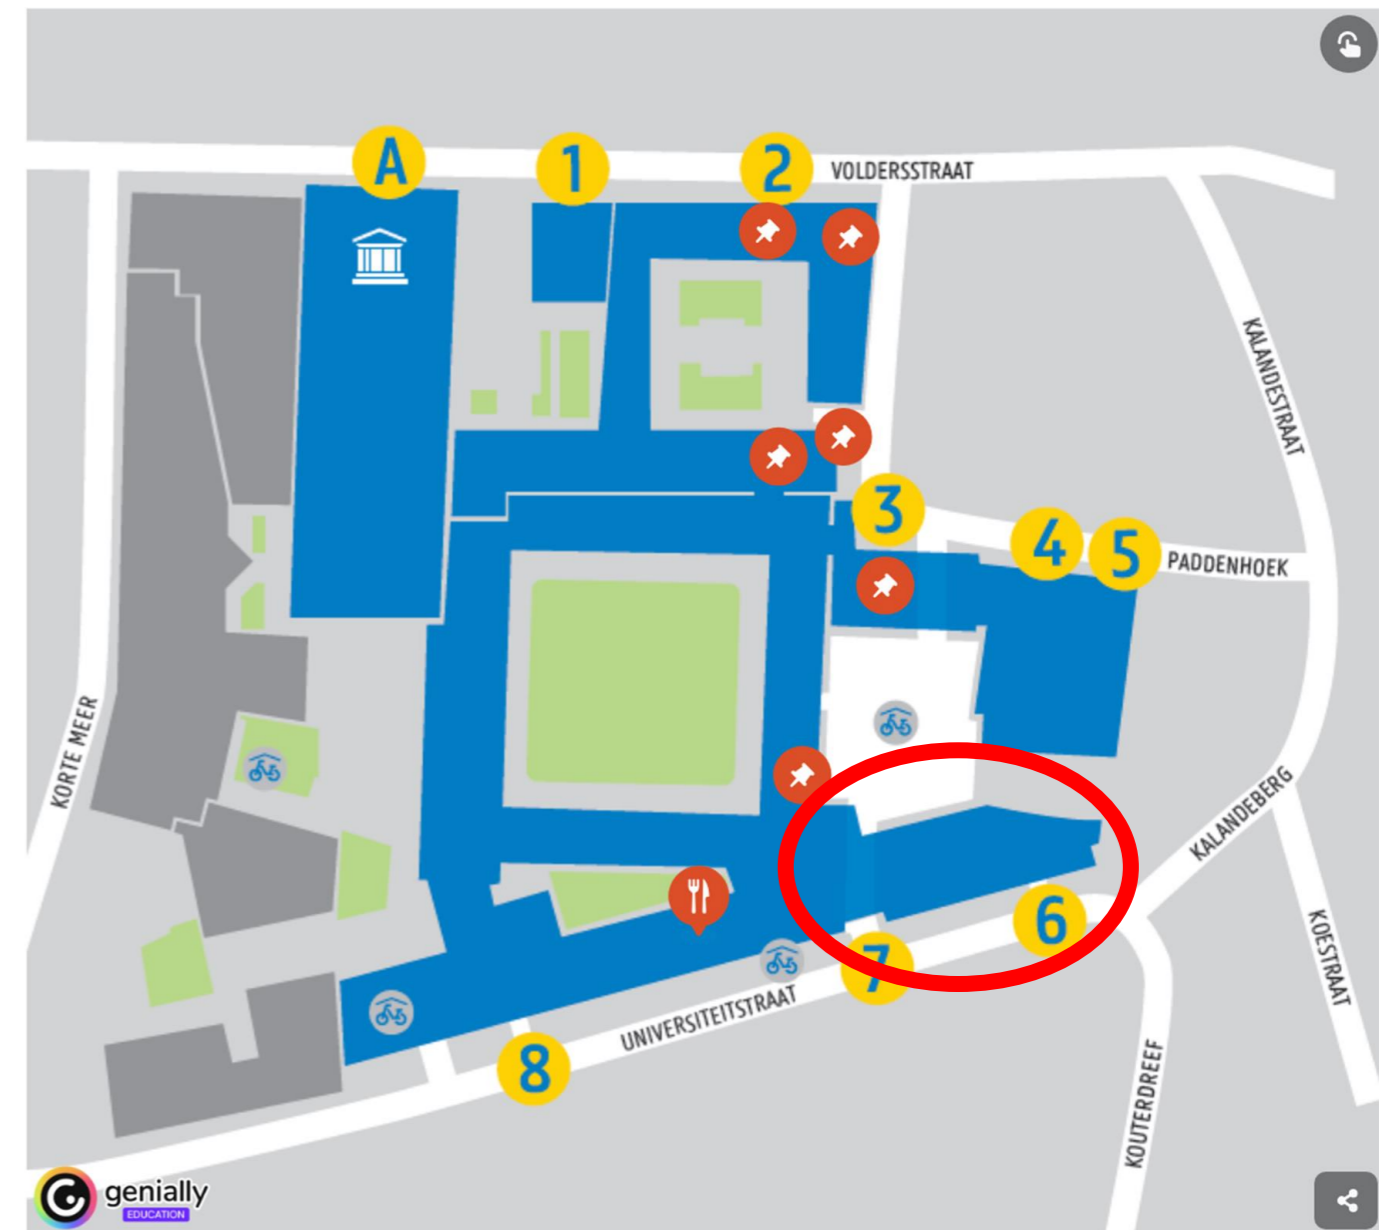 A
1
2
VOLDERSSTRAAT
KALANDESTRAAT
3
4
5
PADDENHOEK
KORTE MEER
KALANDEBERG
6
7
KOESTRAAT
UNIVERSITEITSTRAAT
8
KOUTERDREEF
genially
EDUCATION